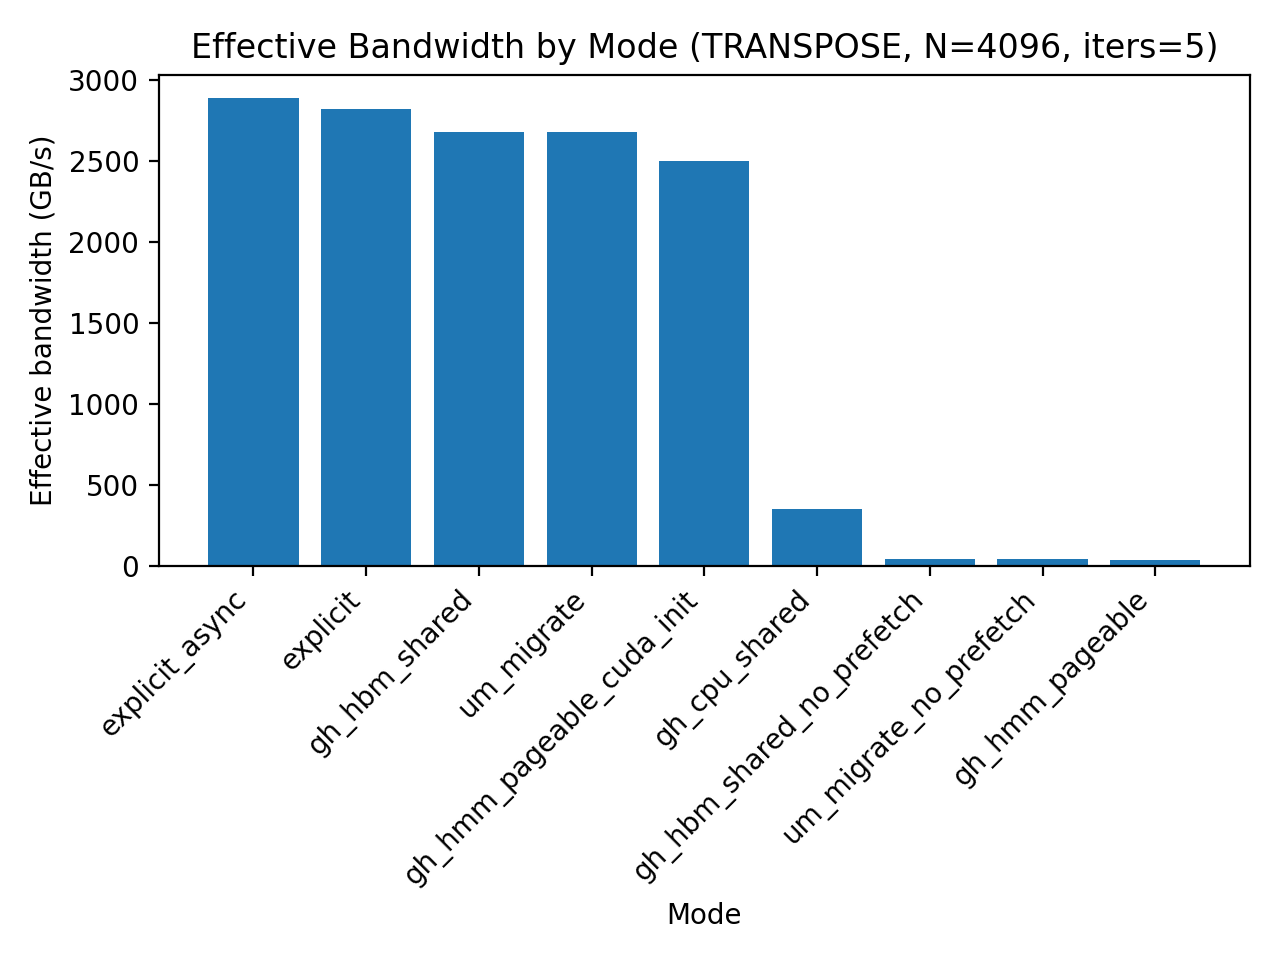 Effective Bandwidth by Mode (TRANSPOSE, N=4096, iters=5)
Effective bandwidth (GB/s)
3000
2500
2000
1500
1000
500
0
explicit_async
explicit
gh_hbm_shared
um_migrate
gh_hmm_pageable_cuda_init
gh_cpu_shared
gh_hbm_shared_no_prefetch
um_migrate_no_prefetch
gh_hmm_pageable
Mode